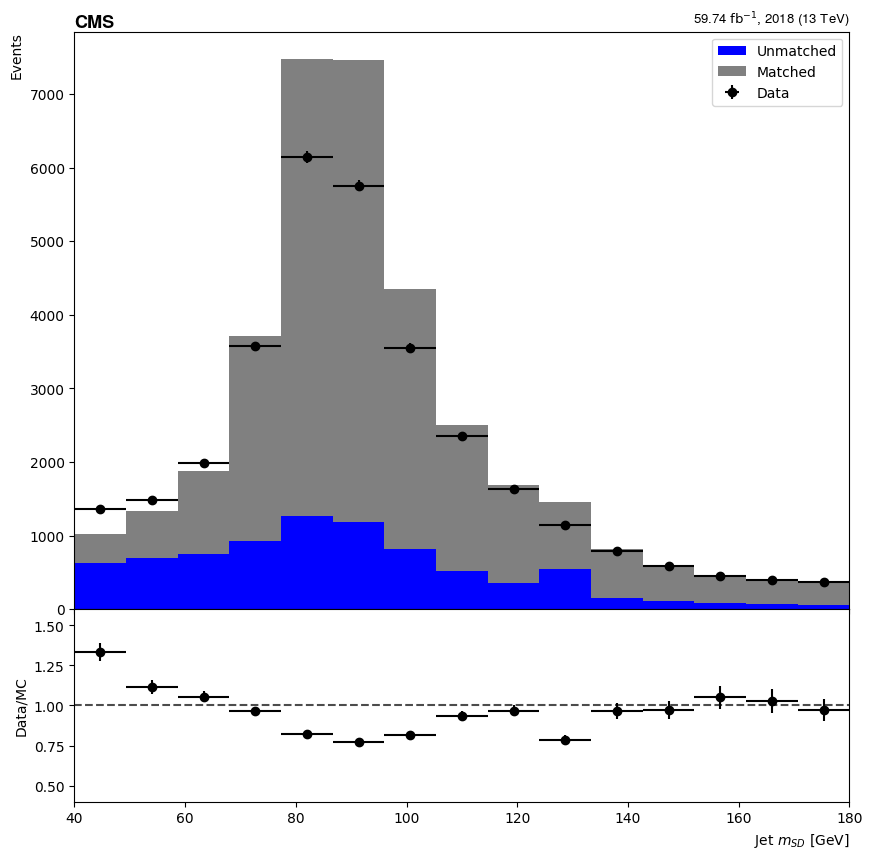 CMS
59.74 fb⁻¹, 2018 (13 TeV)
Events
Unmatched
Matched
Data
7000
6000
5000
4000
3000
2000
1000
0
Data/MC
1.50
1.25
1.00
0.75
0.50
40 60 80 100 120 140 160 180
Jet m_SD [GeV]